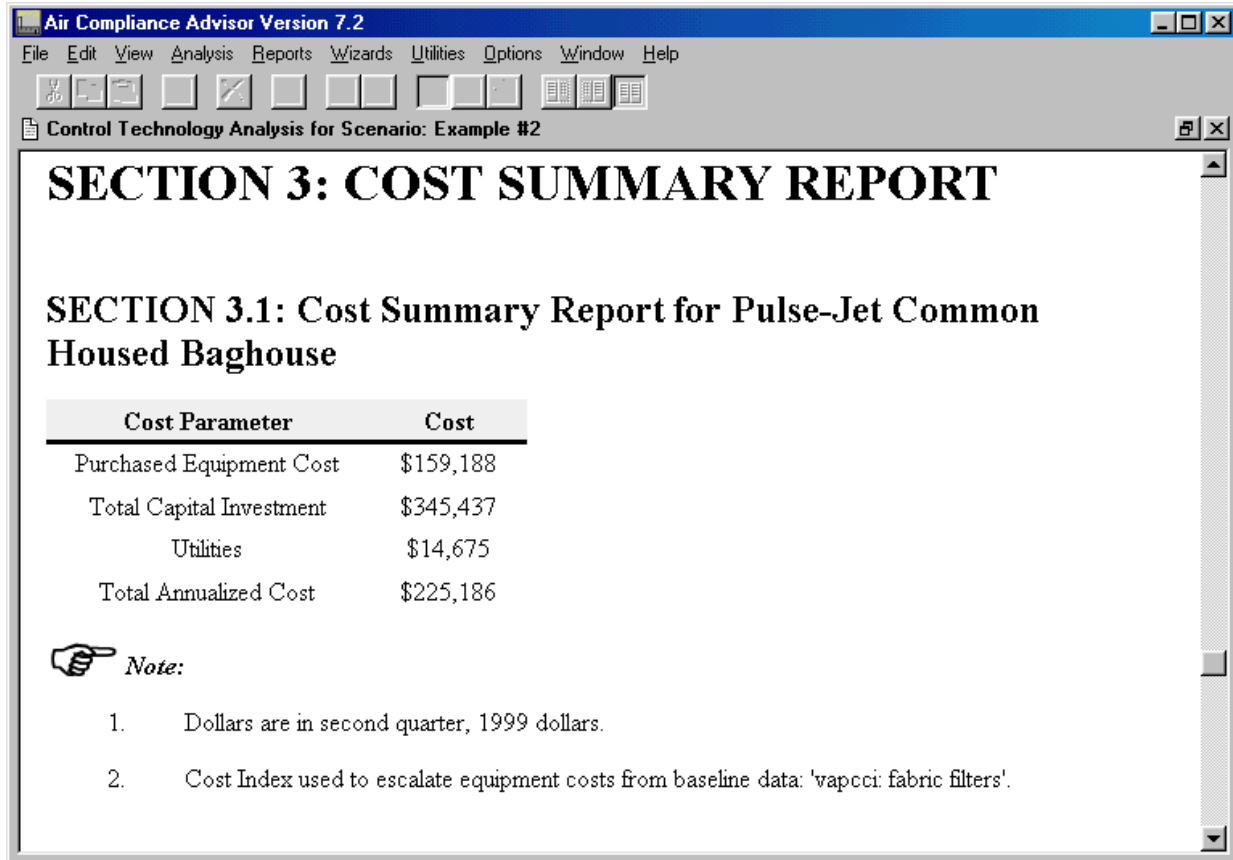 Air Compliance Advisor Version 7.2
File Edit View Analysis Reports Wizards Utilities Options Window Help
Control Technology Analysis for Scenario: Example #2
SECTION 3: COST SUMMARY REPORT
SECTION 3.1: Cost Summary Report for Pulse-Jet Common
Housed Baghouse
Cost Parameter Cost
Purchased Equipment Cost $159,188
Total Capital Investment $345,437
Utilities $14,675
Total Annualized Cost $225,186
Note:
1. Dollars are in second quarter, 1999 dollars.
2. Cost Index used to escalate equipment costs from baseline data: 'vapcci: fabric filters'.